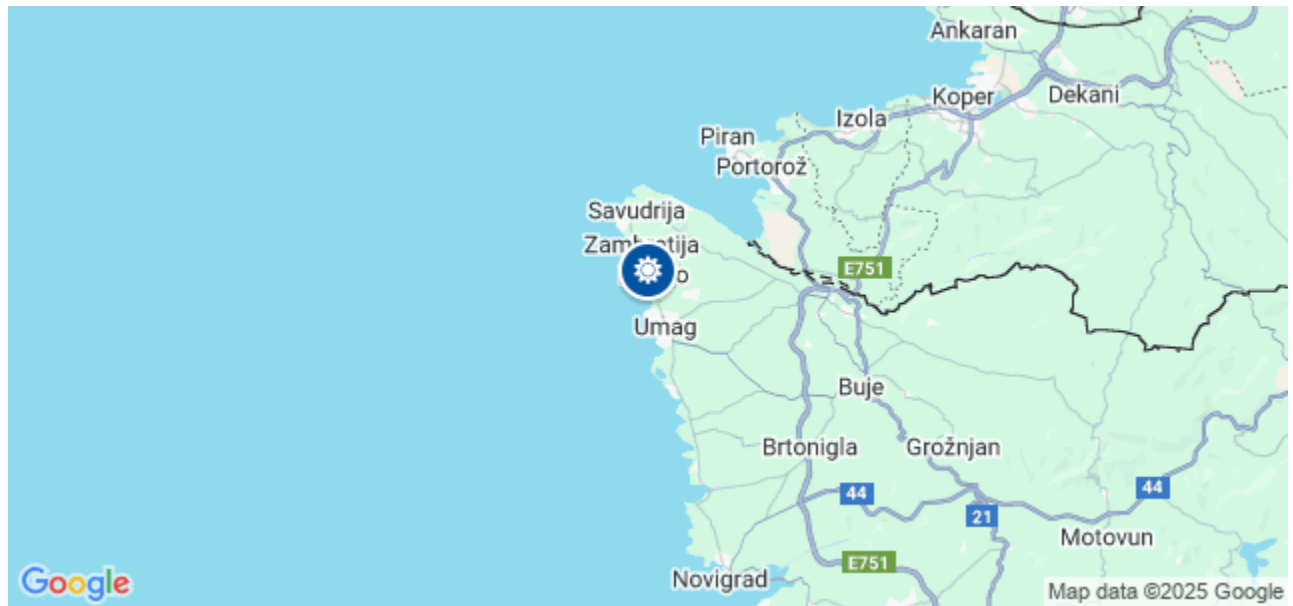 Ankaran
Koper
Dekani
Izola
Piran
Portorož
Savudrija
Zambratija
E751
Umag
Buje
Brtonigla
Grožnjan
44
44
21
Motovun
E751
Novigrad
Google
Map data ©2025 Google